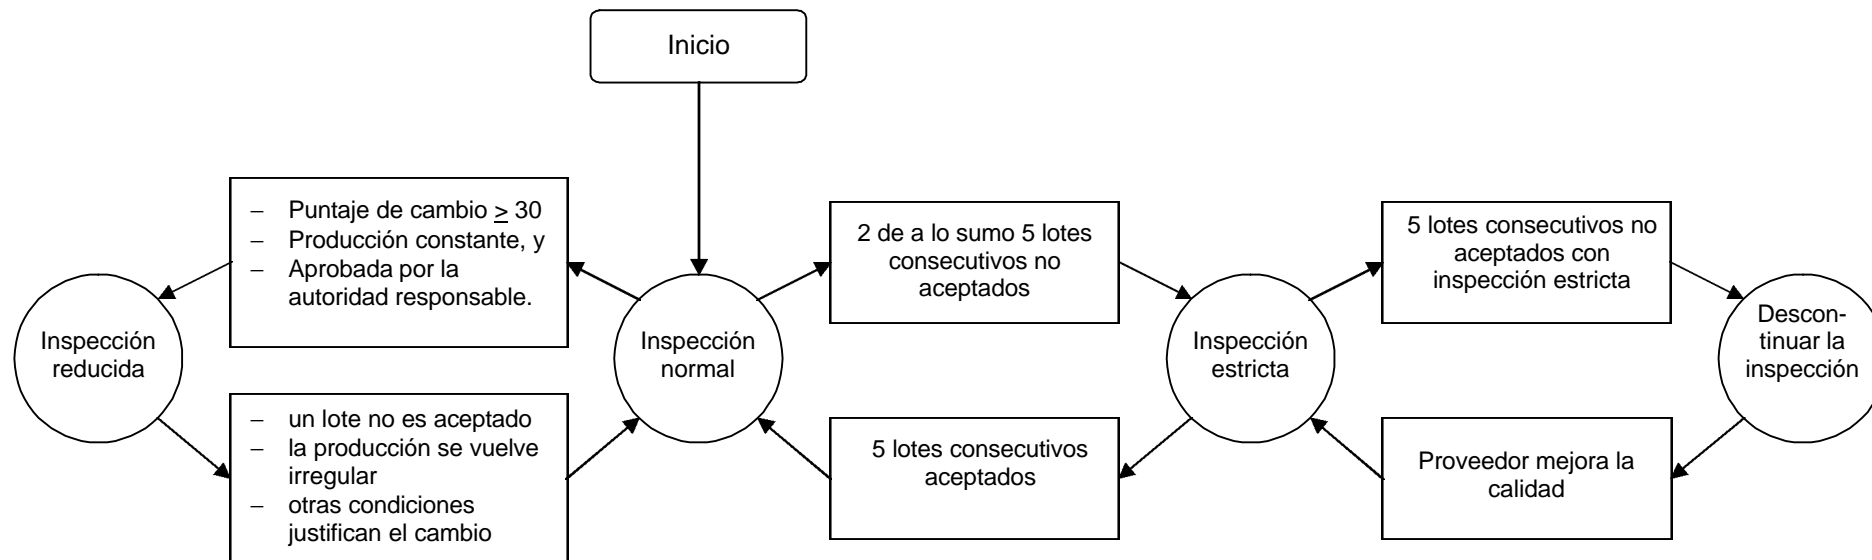 Inicio
– Puntaje de cambio ≥ 30
– Producción constante, y
– Aprobada por la
autoridad responsable.
2 de a lo sumo 5 lotes
consecutivos no
aceptados
5 lotes consecutivos no
aceptados con
inspección estricta
Inspección
reducida
Inspección
normal
Inspección
estricta
Descon-
tinuar la
inspección
– un lote no es aceptado
– la producción se vuelve
irregular
– otras condiciones
justifican el cambio
5 lotes consecutivos
aceptados
Proveedor mejora la
calidad